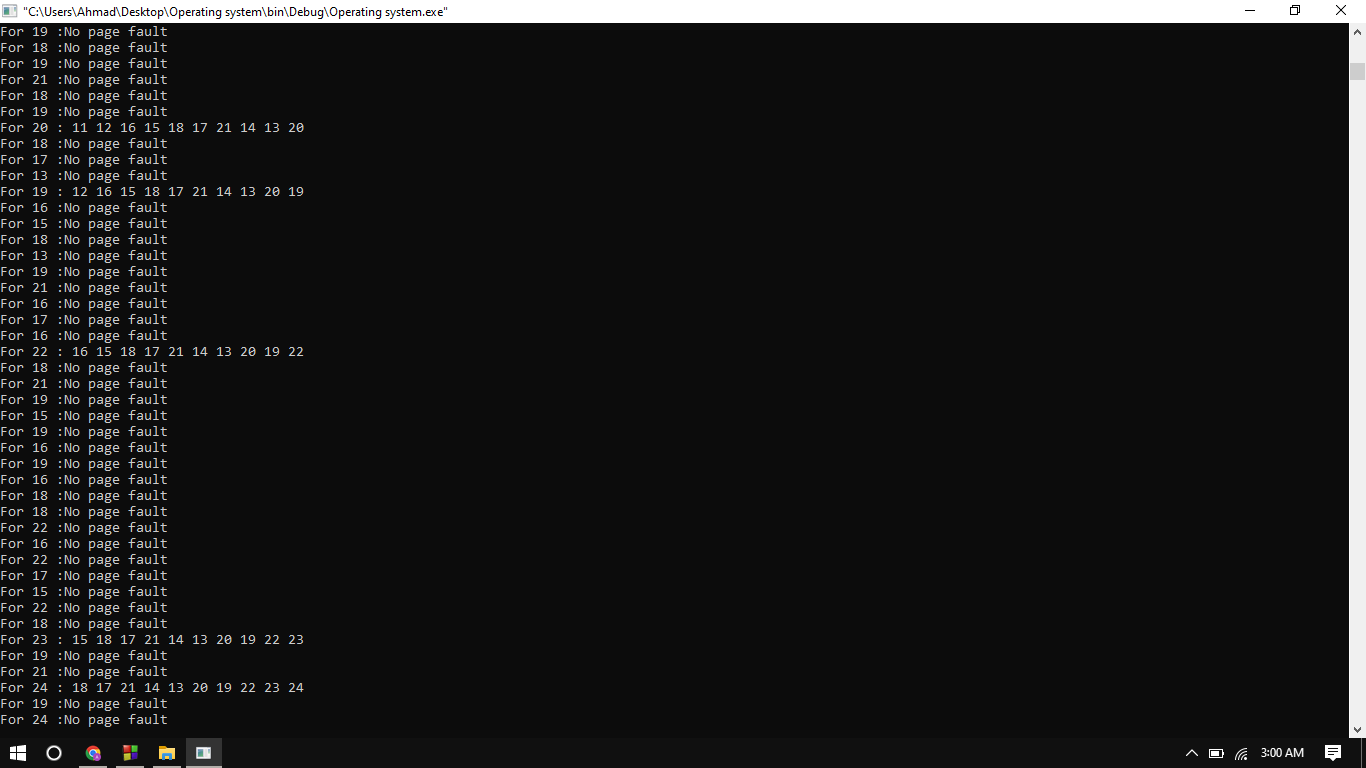 "C:\Users\Ahmad\Desktop\Operating system\bin\Debug\Operating system.exe"
For 19 :No page fault
For 18 :No page fault
For 19 :No page fault
For 21 :No page fault
For 18 :No page fault
For 19 :No page fault
For 20 : 11 12 16 15 18 17 21 14 13 20
For 18 :No page fault
For 17 :No page fault
For 13 :No page fault
For 19 : 12 16 15 18 17 21 14 13 20 19
For 16 :No page fault
For 15 :No page fault
For 18 :No page fault
For 13 :No page fault
For 19 :No page fault
For 21 :No page fault
For 16 :No page fault
For 17 :No page fault
For 16 :No page fault
For 22 : 16 15 18 17 21 14 13 20 19 22
For 18 :No page fault
For 21 :No page fault
For 19 :No page fault
For 15 :No page fault
For 19 :No page fault
For 16 :No page fault
For 19 :No page fault
For 16 :No page fault
For 18 :No page fault
For 18 :No page fault
For 22 :No page fault
For 16 :No page fault
For 22 :No page fault
For 17 :No page fault
For 15 :No page fault
For 22 :No page fault
For 18 :No page fault
For 23 : 15 18 17 21 14 13 20 19 22 23
For 19 :No page fault
For 21 :No page fault
For 24 : 18 17 21 14 13 20 19 22 23 24
For 19 :No page fault
For 24 :No page fault
3:00 AM